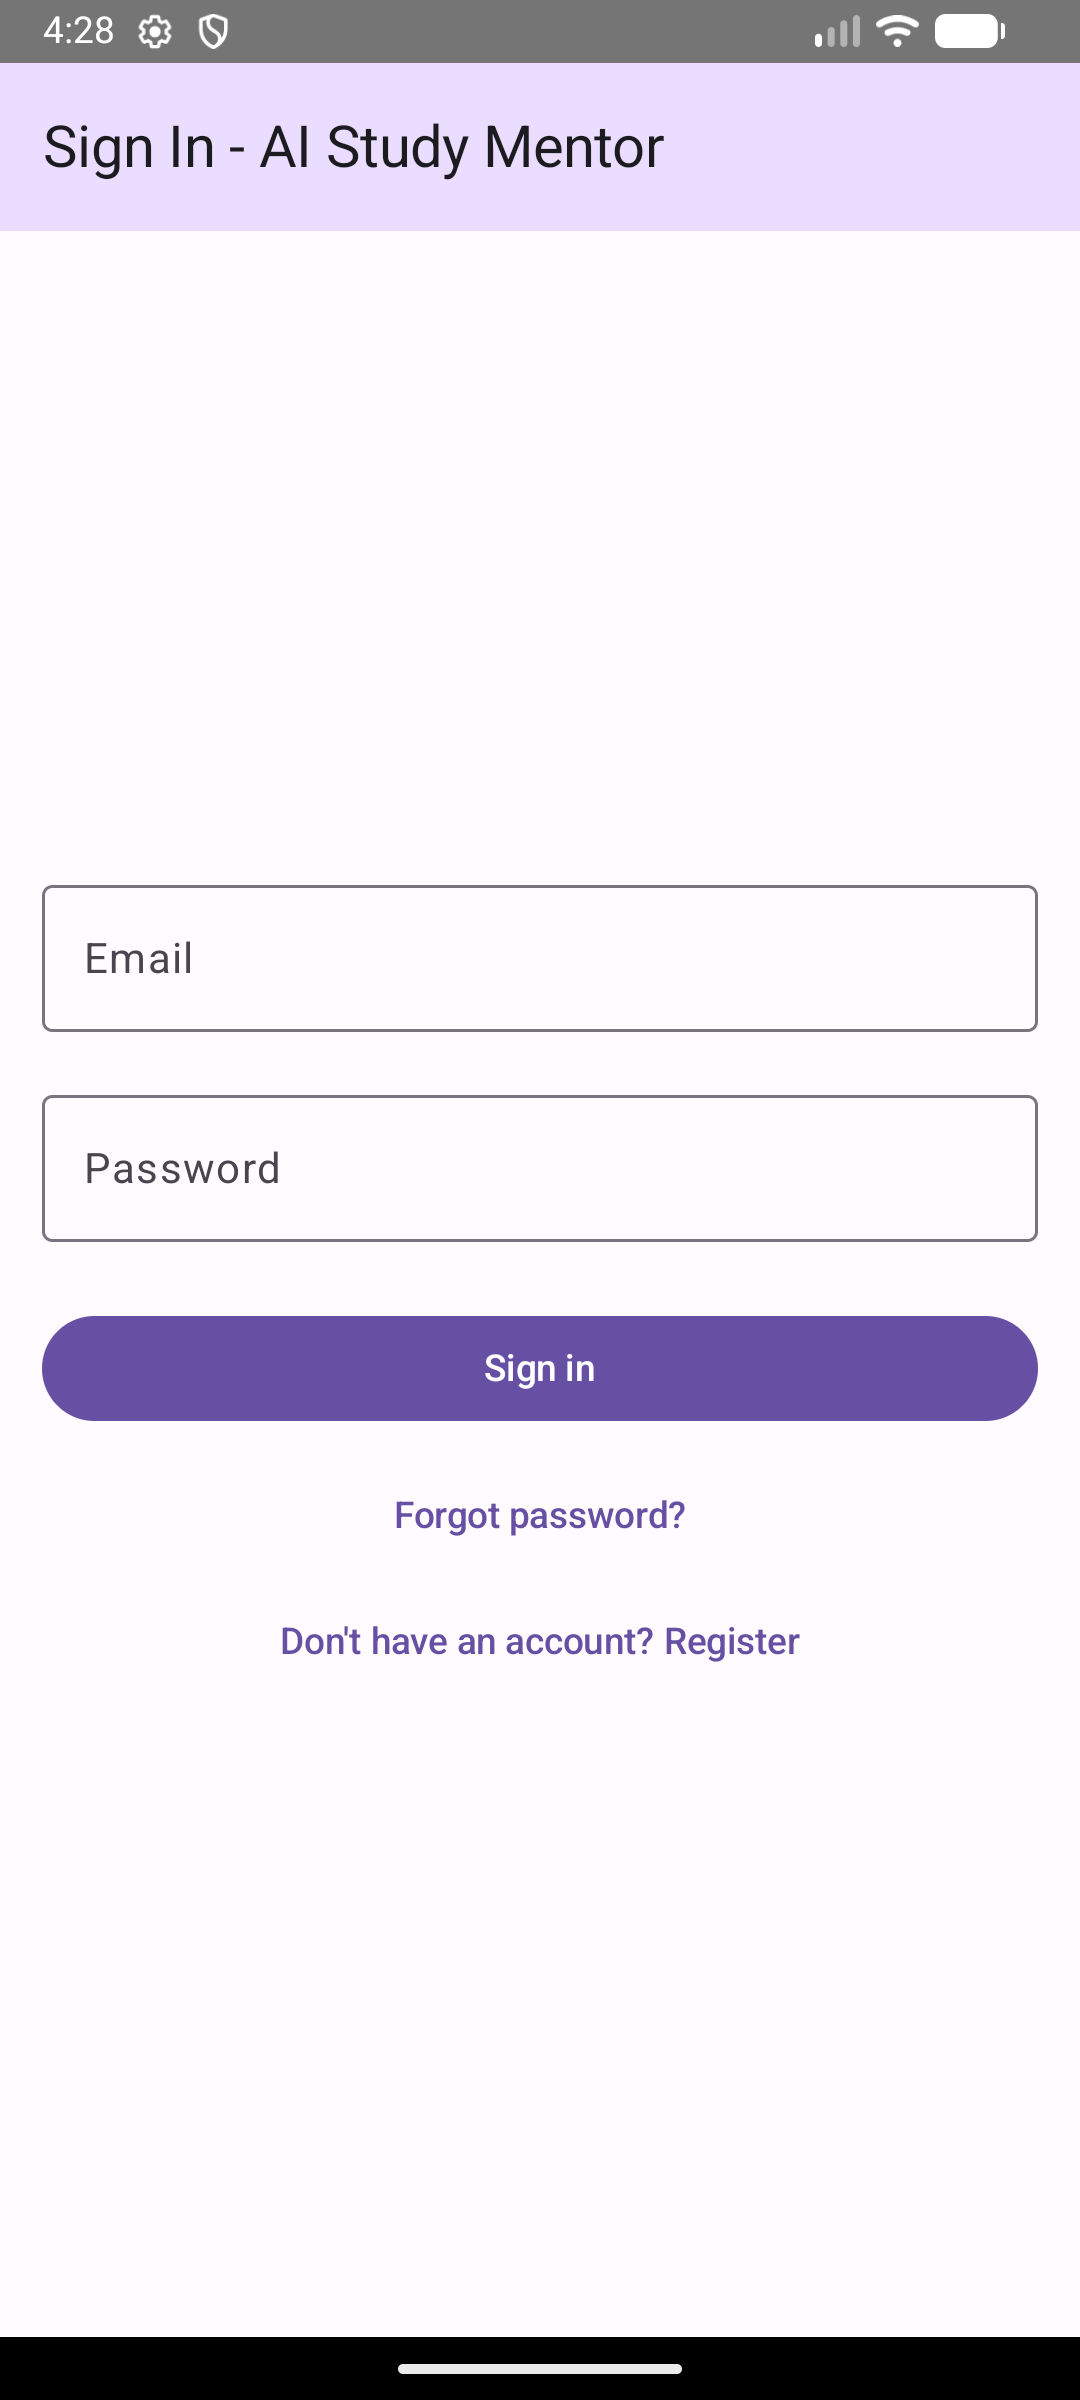 4:28
Sign In - AI Study Mentor
Email
Password
Sign in
Forgot password?
Don't have an account? Register